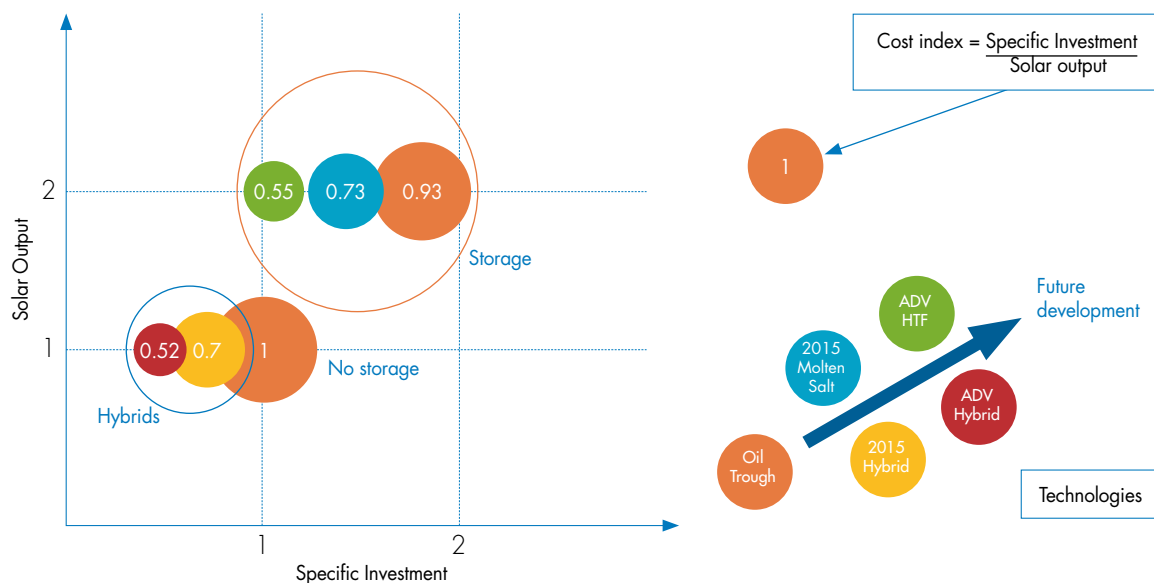 Cost index = Specific Investment
Solar output
1
Solar Output
2
0.55
0.73
0.93
Storage
1
0.52
0.7
1
No storage
Hybrids
1
2
Specific Investment
Future
development
ADV
HTF
2015
Molten
Salt
ADV
Hybrid
2015
Hybrid
Oil
Trough
Technologies